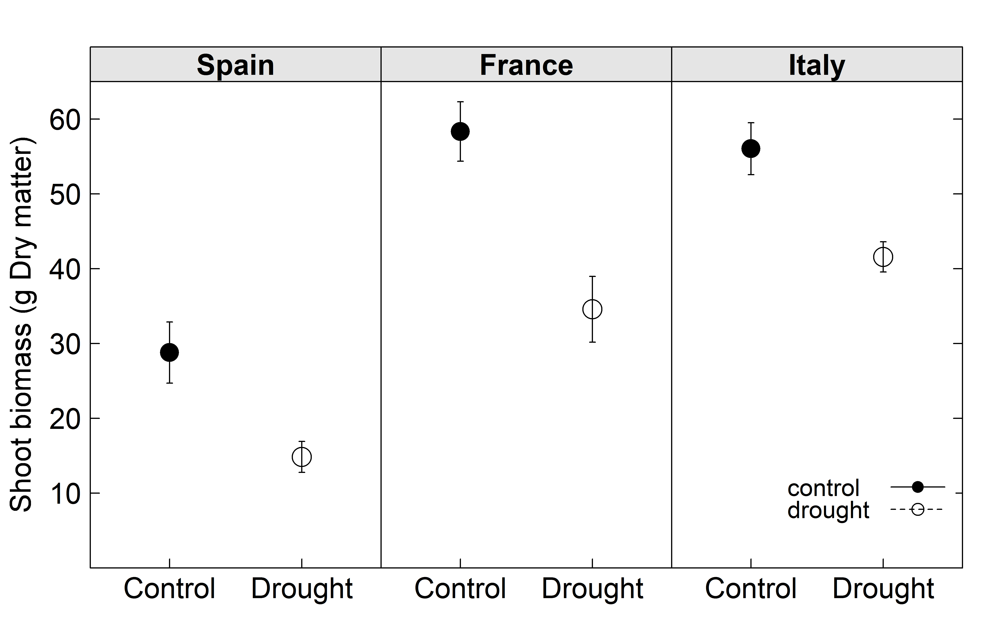 Spain France Italy
Shoot biomass (g Dry matter)
60
50
40
30
20
10
control
drought
Control Drought Control Drought Control Drought